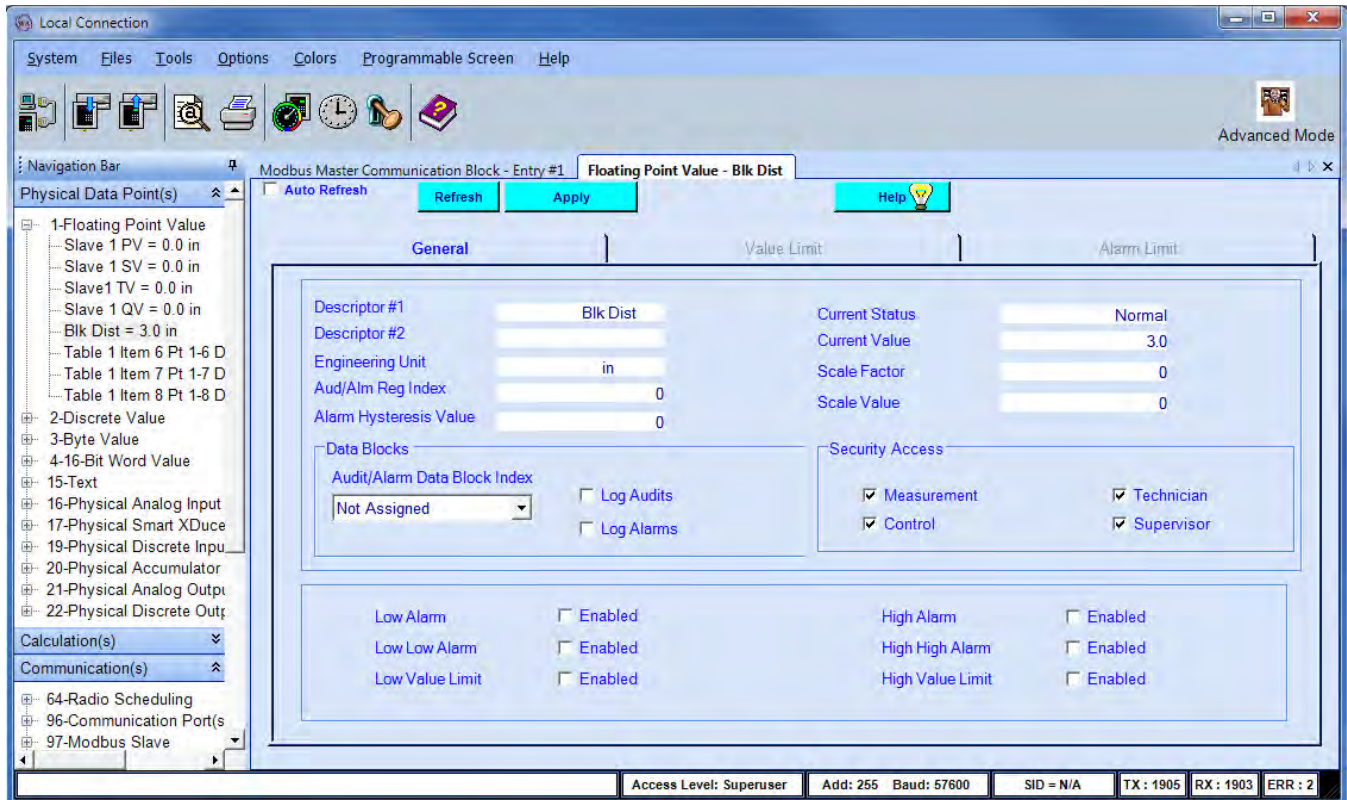 Local Connection
System Files Tools Options Colors Programmable Screen Help
Advanced Mode
Navigation Bar
Modbus Master Communication Block - Entry #1
Floating Point Value - Blk Dist
Physical Data Point(s)
1-Floating Point Value
Slave 1 PV = 0.0 in
Slave 1 SV = 0.0 in
Slave1 TV = 0.0 in
Slave 1 QV = 0.0 in
Blk Dist = 3.0 in
Table 1 Item 6 Pt 1-6 D
Table 1 Item 7 Pt 1-7 D
Table 1 Item 8 Pt 1-8 D
2-Discrete Value
3-Byte Value
4-16-Bit Word Value
15-Text
16-Physical Analog Input
17-Physical Smart XDuce
19-Physical Discrete Inpu
20-Physical Accumulator
21-Physical Analog Outpu
22-Physical Discrete Outp
Calculation(s)
Communication(s)
64-Radio Scheduling
96-Communication Port(s
97-Modbus Slave
Auto Refresh
Refresh
Apply
Help
General
Value Limit
Alarm Limit
Descriptor #1 Blk Dist
Descriptor #2
Engineering Unit in
Aud/Alm Reg Index 0
Alarm Hysteresis Value 0
Current Status Normal
Current Value 3.0
Scale Factor 0
Scale Value 0
Data Blocks
Audit/Alarm Data Block Index
Not Assigned
Log Audits
Log Alarms
Security Access
Measurement
Technician
Control
Supervisor
Low Alarm Enabled
Low Low Alarm Enabled
Low Value Limit Enabled
High Alarm Enabled
High High Alarm Enabled
High Value Limit Enabled
Access Level: Superuser
Add: 255 Baud: 57600
SID = N/A
TX : 1905
RX : 1903
ERR : 2